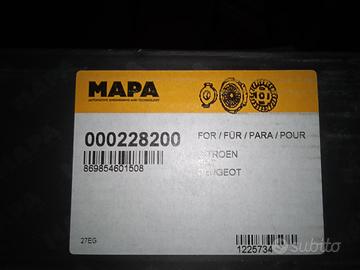 MAPA
AUTOMOTIVE ENGINEERING AND TECHNOLOGY
000228200
FOR / FÜR / PARA / POUR
869854601508
CITROEN
PEUGEOT
27EG
1225734
subito